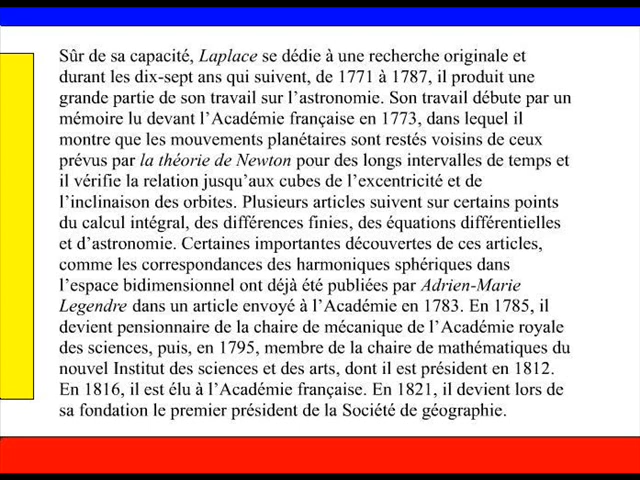 Sûr de sa capacité, Laplace se dédie à une recherche originale et
durant les dix-sept ans qui suivent, de 1771 à 1787, il produit une
grande partie de son travail sur l’astronomie. Son travail débute par un
mémoire lu devant l’Académie française en 1773, dans lequel il
montre que les mouvements planétaires sont restés voisins de ceux
prévus par la théorie de Newton pour des longs intervalles de temps et
il vérifie la relation jusqu’aux cubes de l’excentricité et de
l’inclinaison des orbites. Plusieurs articles suivent sur certains points
du calcul intégral, des différences finies, des équations différentielles
et d’astronomie. Certaines importantes découvertes de ces articles,
comme les correspondances des harmoniques sphériques dans
l’espace bidimensionnel ont déjà été publiées par Adrien-Marie
Legendre dans un article envoyé à l’Académie en 1783. En 1785, il
devient pensionnaire de la chaire de mécanique de l’Académie royale
des sciences, puis, en 1795, membre de la chaire de mathématiques du
nouvel Institut des sciences et des arts, dont il est président en 1812.
En 1816, il est élu à l’Académie française. En 1821, il devient lors de
sa fondation le premier président de la Société de géographie.